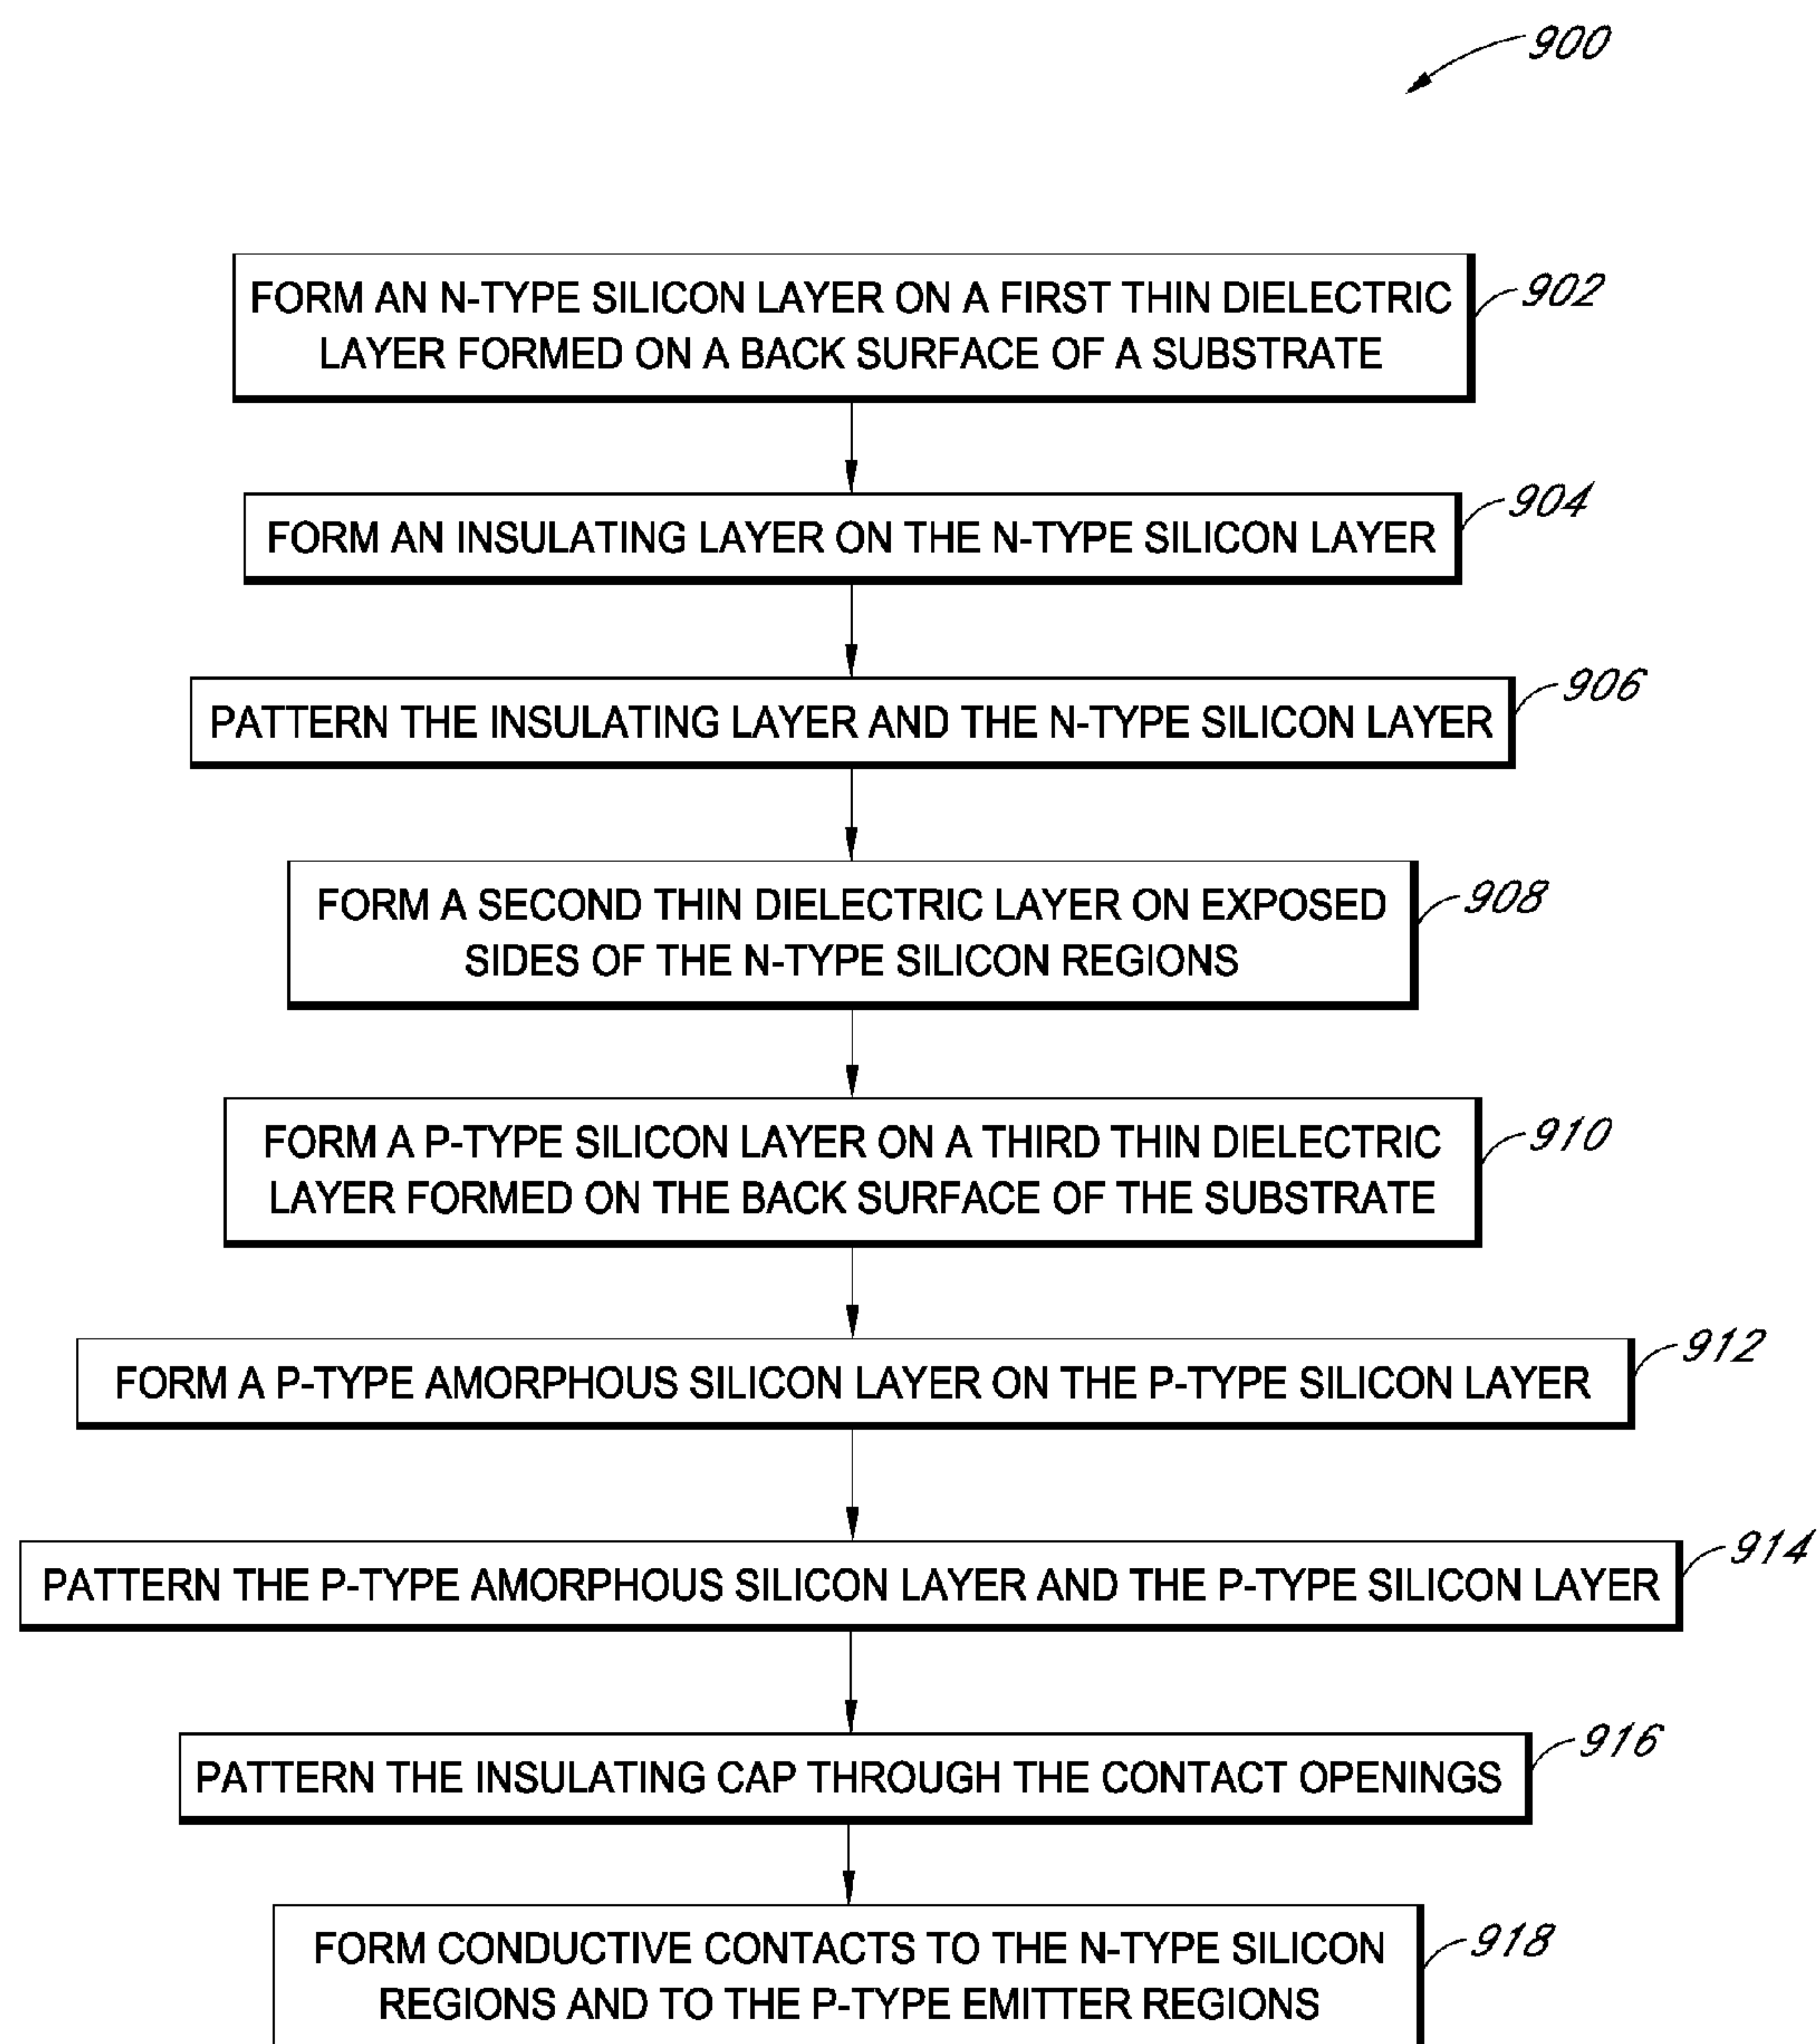 900
FORM AN N-TYPE SILICON LAYER ON A FIRST THIN DIELECTRIC
LAYER FORMED ON A BACK SURFACE OF A SUBSTRATE
902
FORM AN INSULATING LAYER ON THE N-TYPE SILICON LAYER
904
PATTERN THE INSULATING LAYER AND THE N-TYPE SILICON LAYER
906
FORM A SECOND THIN DIELECTRIC LAYER ON EXPOSED
SIDES OF THE N-TYPE SILICON REGIONS
908
FORM A P-TYPE SILICON LAYER ON A THIRD THIN DIELECTRIC
LAYER FORMED ON THE BACK SURFACE OF THE SUBSTRATE
910
FORM A P-TYPE AMORPHOUS SILICON LAYER ON THE P-TYPE SILICON LAYER
912
PATTERN THE P-TYPE AMORPHOUS SILICON LAYER AND THE P-TYPE SILICON LAYER
914
PATTERN THE INSULATING CAP THROUGH THE CONTACT OPENINGS
916
FORM CONDUCTIVE CONTACTS TO THE N-TYPE SILICON
REGIONS AND TO THE P-TYPE EMITTER REGIONS
918